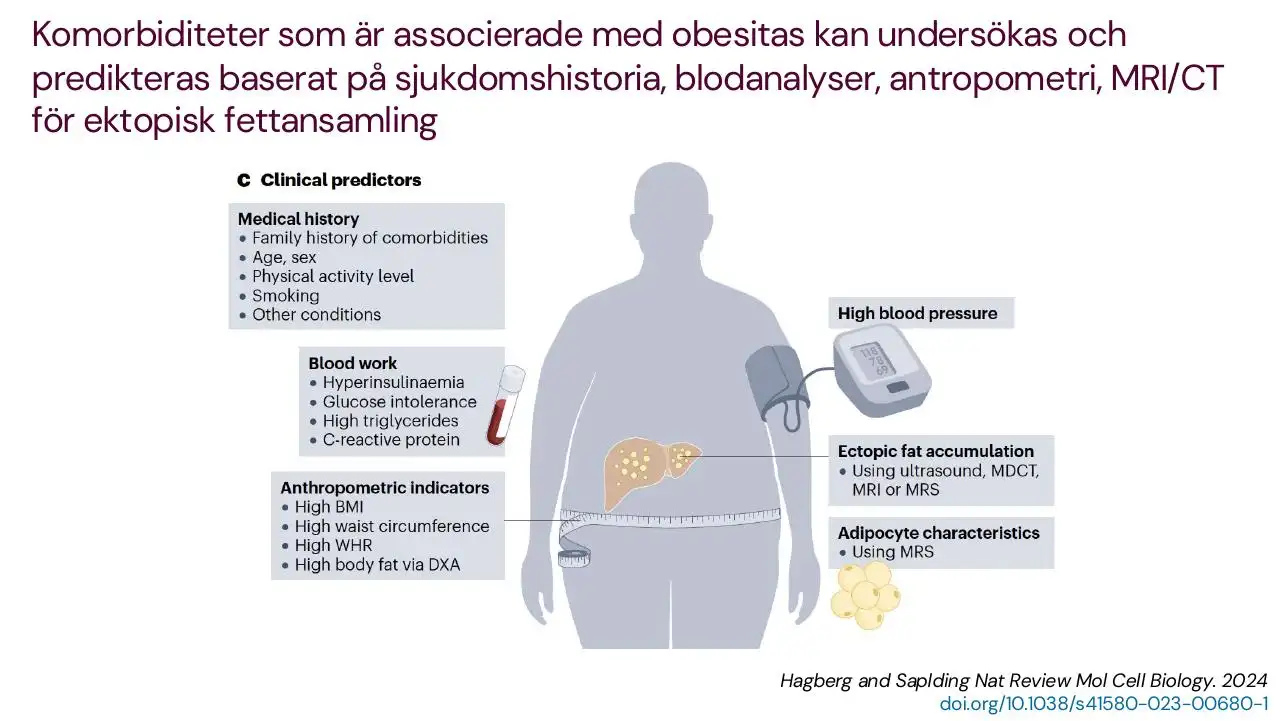 Komorbiditeter som är associerade med obesitas kan undersökas och
predikteras baserat på sjukdomshistoria, blodanalyser, antropometri, MRI/CT
för ektopisk fettansamling
C Clinical predictors
Medical history
• Family history of comorbidities
• Age, sex
• Physical activity level
• Smoking
• Other conditions
Blood work
• Hyperinsulinaemia
• Glucose intolerance
• High triglycerides
• C-reactive protein
Anthropometric indicators
• High BMI
• High waist circumference
• High WHR
• High body fat via DXA
High blood pressure
138
78
69
Ectopic fat accumulation
• Using ultrasound, MDCT,
MRI or MRS
Adipocyte characteristics
• Using MRS
Hagberg and Saplding Nat Review Mol Cell Biology. 2024
doi.org/10.1038/s41580-023-00680-1